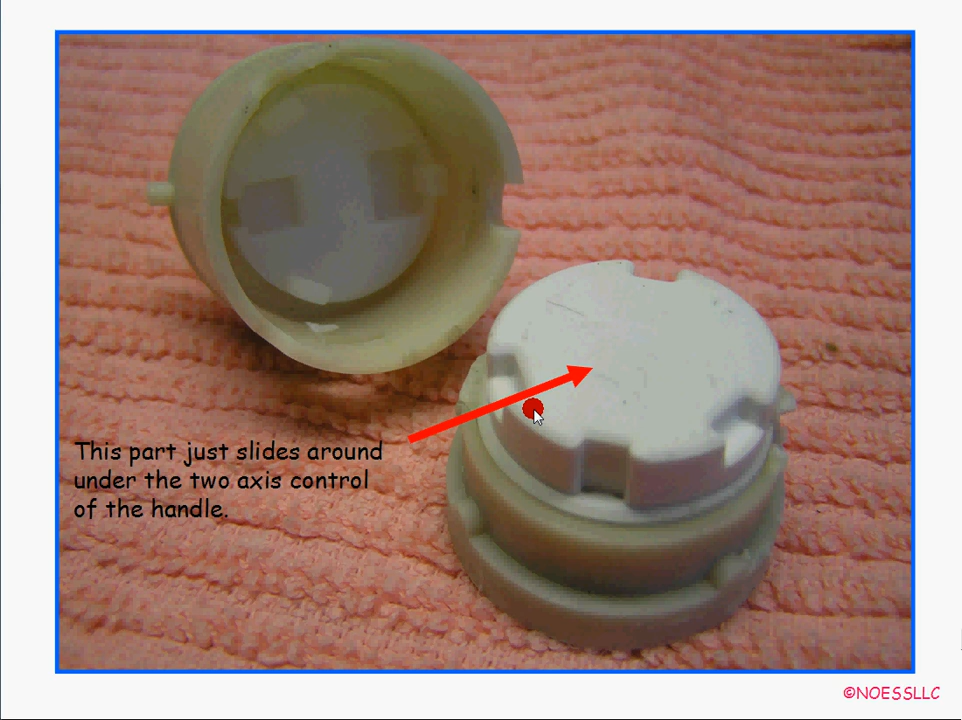 This part just slides around
under the two axis control
of the handle.
©NOESSLLC